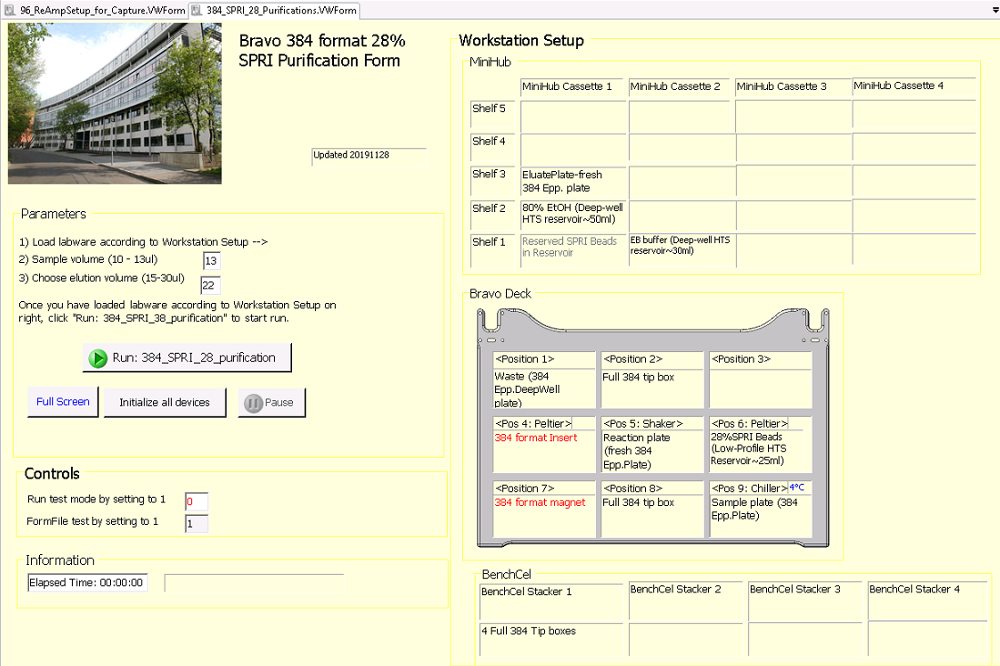 96_ReAmpSetup_for_Capture.VWForm
384_SPRI_28_Purifications.VWForm
Bravo 384 format 28%
SPRI Purification Form
Updated 20191128
Parameters
1) Load labware according to Workstation Setup -->
2) Sample volume (10 - 13ul)
13
3) Choose elution volume (15-30ul)
22
Once you have loaded labware according to Workstation Setup on
right, click "Run: 384_SPRI_38_purification" to start run.
Run: 384_SPRI_28_purification
Full Screen
Initialize all devices
Pause
Controls
Run test mode by setting to 1
0
FormFile test by setting to 1
1
Information
Elapsed Time: 00:00:00
Workstation Setup
MiniHub
MiniHub Cassette 1
MiniHub Cassette 2
MiniHub Cassette 3
MiniHub Cassette 4
Shelf 5
Shelf 4
Shelf 3
EluatePlate-fresh
384 Epp. plate
Shelf 2
80% EtOH (Deep-well
HTS reservoir~50ml)
Shelf 1
Reserved SPRI Beads
in Reservoir
EB buffer (Deep-well HTS
reservoir~30ml)
Bravo Deck
<Position 1>
Waste (384
Epp.DeepWell
plate)
<Position 2>
Full 384 tip box
<Position 3>
<Pos 4: Peltier>
384 format Insert
<Pos 5: Shaker>
Reaction plate
(fresh 384
Epp.Plate)
<Pos 6: Peltier>
28%SPRI Beads
(Low-Profile HTS
Reservoir~25ml)
<Position 7>
384 format magnet
<Position 8>
Full 384 tip box
<Pos 9: Chiller>
4°C
Sample plate (384
Epp.Plate)
BenchCel
BenchCel Stacker 1
BenchCel Stacker 2
BenchCel Stacker 3
BenchCel Stacker 4
4 Full 384 Tip boxes